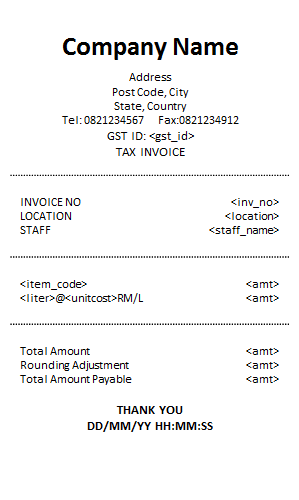 Company Name
Address
Post Code, City
State, Country
Tel: 0821234567 Fax:0821234912
GST ID: <gst_id>
TAX INVOICE
INVOICE NO <inv_no>
LOCATION <location>
STAFF <staff_name>
<item_code> <amt>
<liter>@<unitcost>RM/L <amt>
Total Amount <amt>
Rounding Adjustment <amt>
Total Amount Payable <amt>
THANK YOU
DD/MM/YY HH:MM:SS